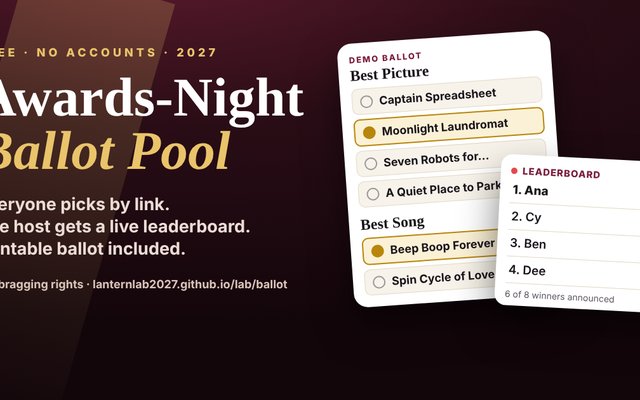 EE · NO ACCOUNTS · 2027
Awards-Night
Ballot Pool
eryone picks by link.
e host gets a live leaderboard.
ntable ballot included.
bragging rights · lanternlab2027.github.io/lab/ballot
DEMO BALLOT
Best Picture
Captain Spreadsheet
Moonlight Laundromat
Seven Robots for...
A Quiet Place to Park
Best Song
Beep Boop Forever
Spin Cycle of Love
LEADERBOARD
1. Ana
2. Cy
3. Ben
4. Dee
6 of 8 winners announced